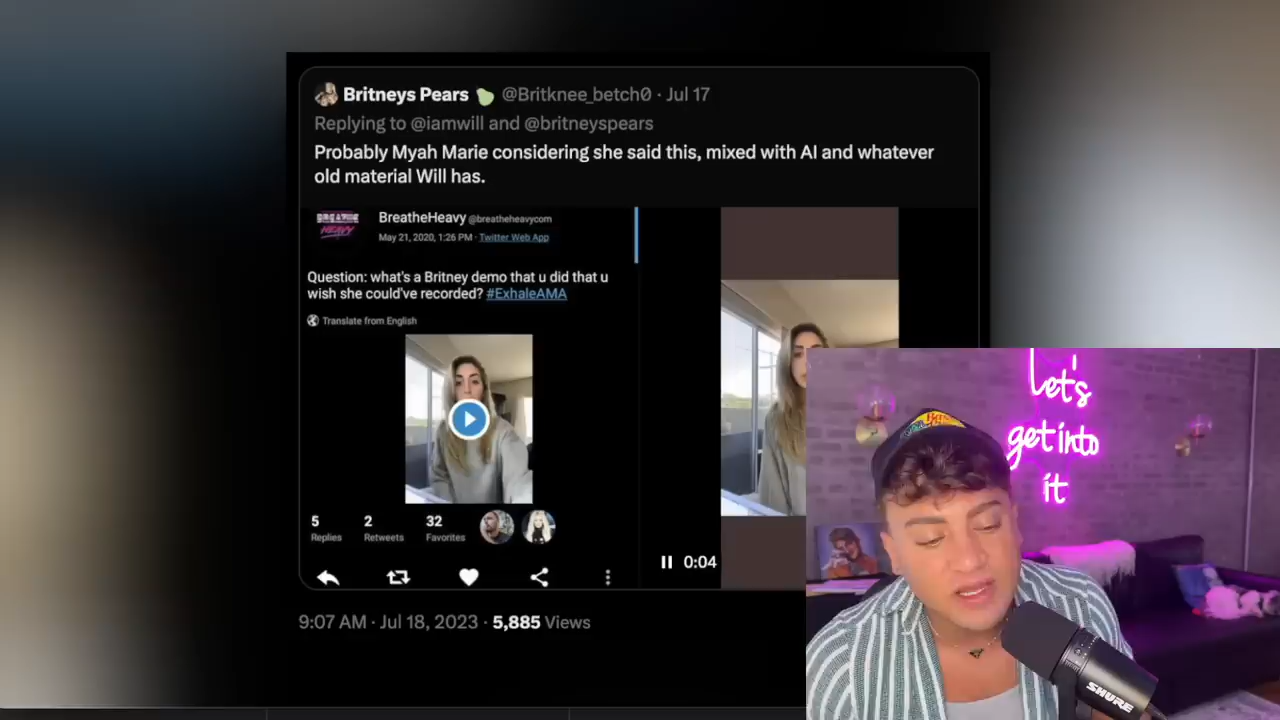 Britneys Pears @Britknee_betch0 · Jul 17
Replying to @iamwill and @britneyspears
Probably Myah Marie considering she said this, mixed with AI and whatever
old material Will has.
BREATHE
HEAVY
BreatheHeavy @breatheheavycom
May 21, 2020, 1:26 PM · Twitter Web App
Question: what's a Britney demo that u did that u
wish she could've recorded? #ExhaleAMA
Translate from English
5 2 32
Replies Retweets Favorites
0:04
9:07 AM · Jul 18, 2023 · 5,885 Views
Let's
get into
it
SHURE